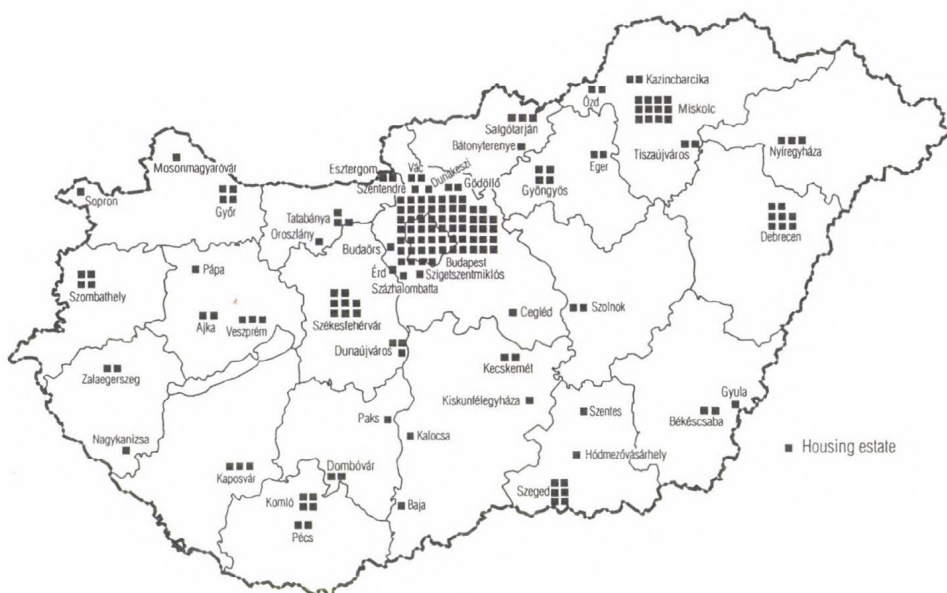 Kazincbarcika
Ózd
Miskolc
Salgótarján
Bátonyterenye
Tiszaújváros
Nyíregyháza
Mosonmagyaróvár
Esztergom
Vác
Dunakeszi
Eger
Szentendre
Gödöllő
Gyöngyös
Sopron
Győr
Tatabánya
Oroszlány
Debrecen
Budaörs
Budapest
Pápa
Érd
Szigetszentmiklós
Szombathely
Százhalombatta
Ajka
Veszprém
Székesfehérvár
Cegléd
Szolnok
Dunaújváros
Kecskemét
Zalaegerszeg
Kiskunfélegyháza
Gyula
Szentes
Békéscsaba
Paks
Kalocsa
Nagykanizsa
Housing estate
Hódmezővásárhely
Dombóvár
Kaposvár
Szeged
Komló
Baja
Pécs